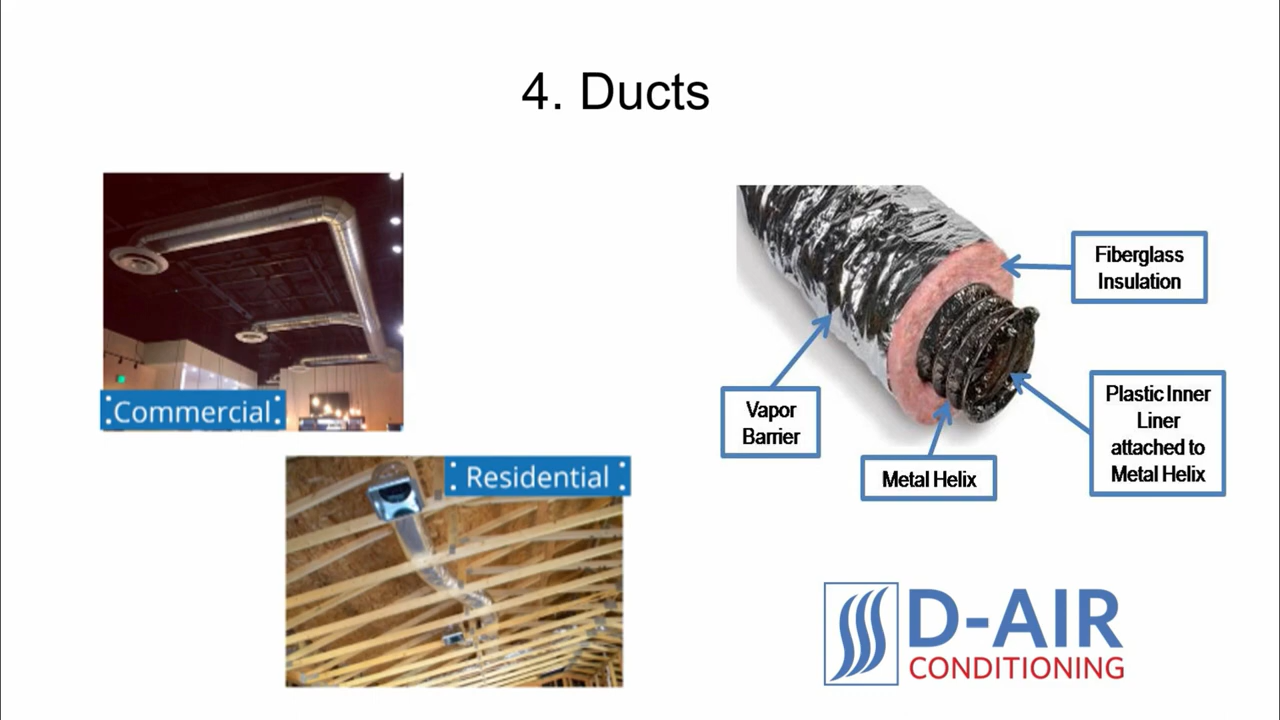 4. Ducts
Commercial
Residential
Fiberglass
Insulation
Vapor
Barrier
Metal Helix
Plastic Inner
Liner
attached to
Metal Helix
D-AIR
CONDITIONING